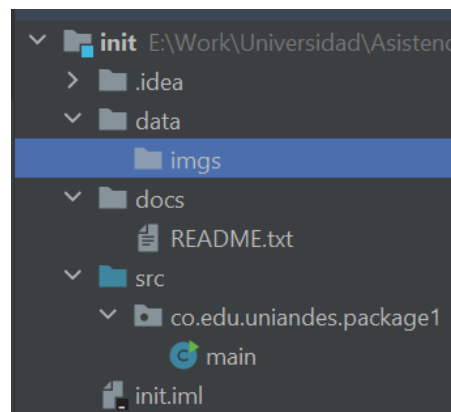 init E:\Work\Universidad\Asistenc
.idea
data
imgs
docs
README.txt
src
co.edu.uniandes.package1
main
init.iml